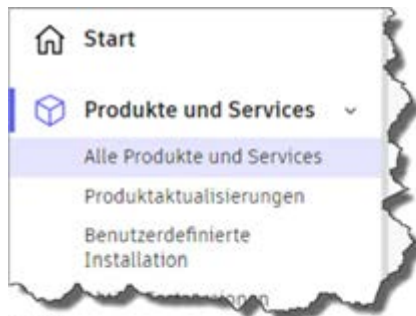 Start
Produkte und Services
Alle Produkte und Services
Produktaktualisierungen
Benutzerdefinierte
Installation